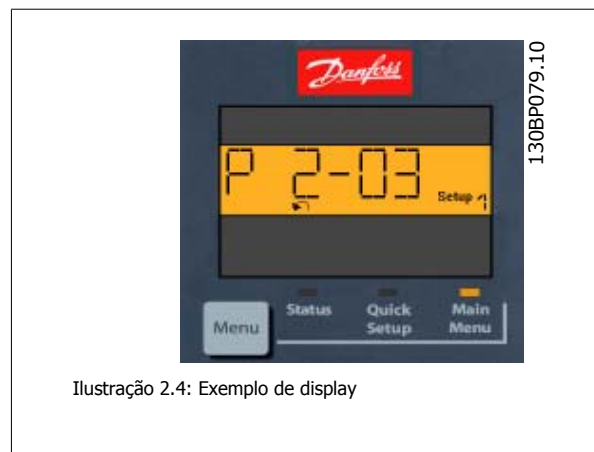 Danfoss
130BP079.10
P 2-03
Setup 1
Menu
Status
Quick
Setup
Main
Menu
Ilustração 2.4: Exemplo de display